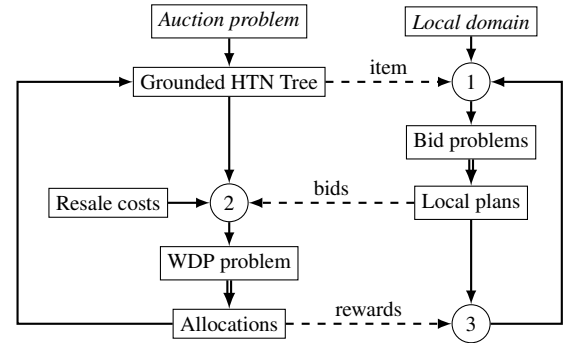 Auction problem
Local domain
item
Grounded HTN Tree
1
Bid problems
bids
Resale costs
2
Local plans
WDP problem
rewards
Allocations
3